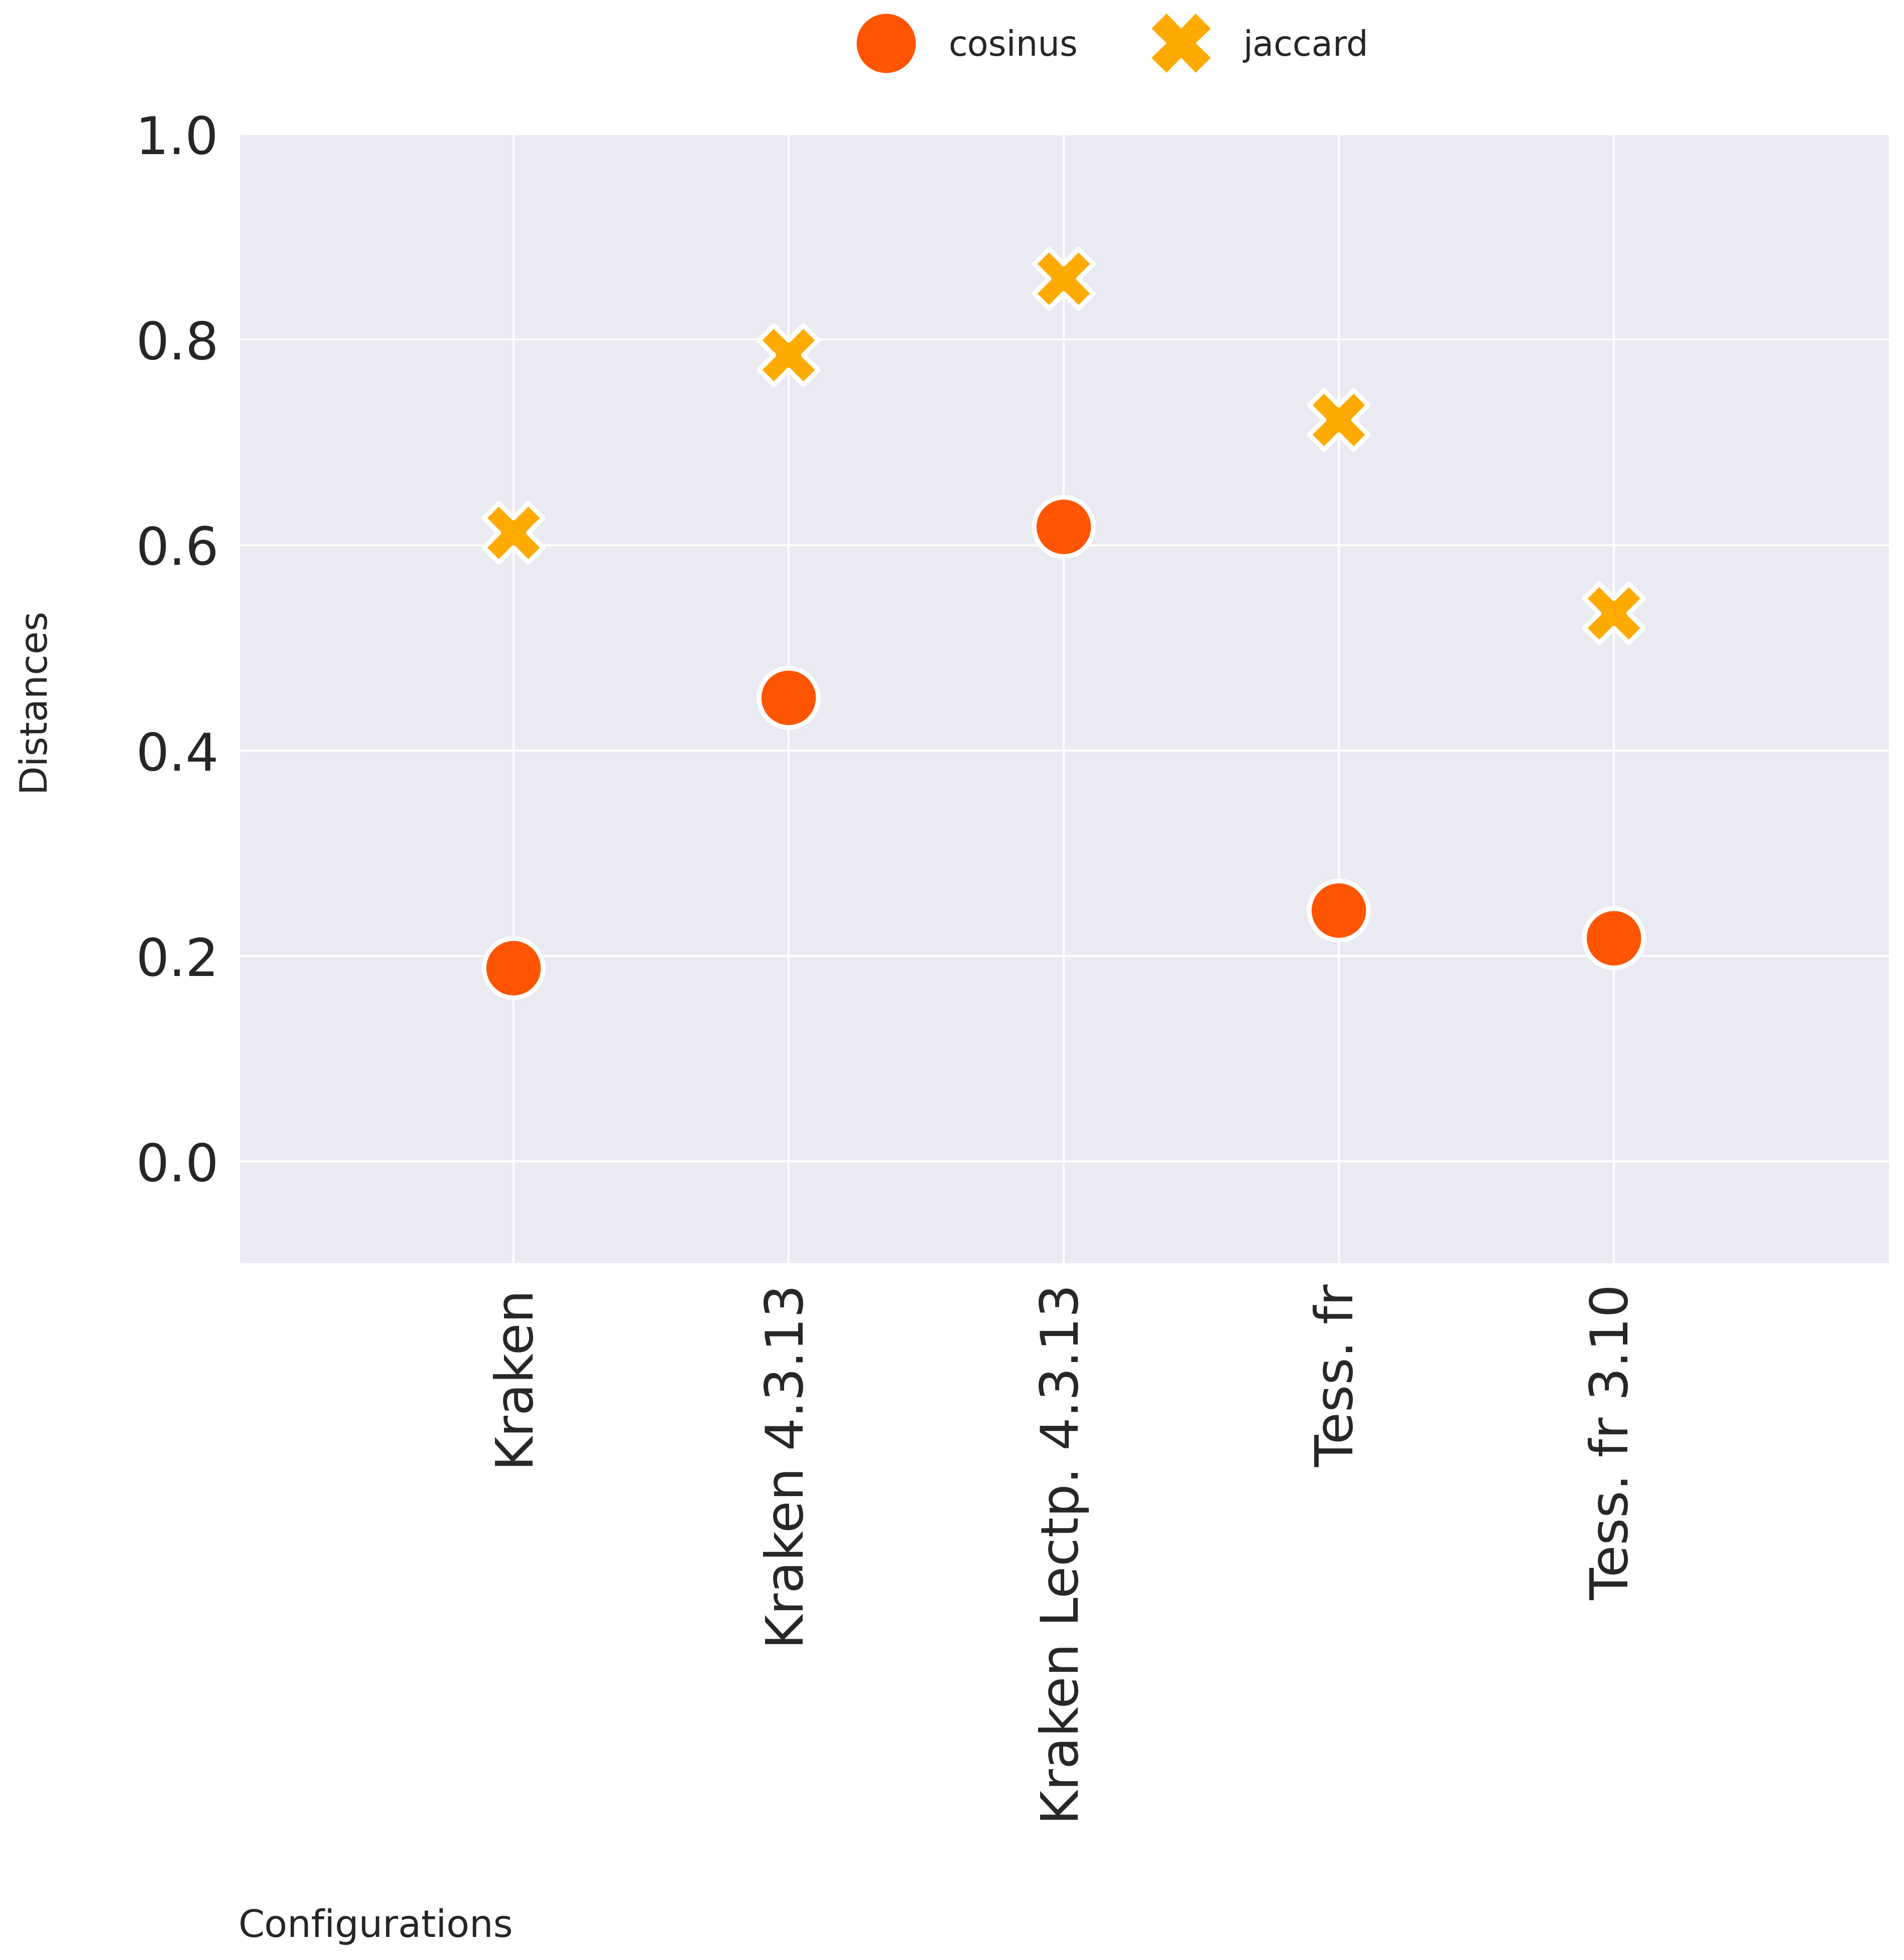 cosinus jaccard
1.0
0.8
0.6
0.4
0.2
0.0
Distances
Kraken
Kraken 4.3.13
Kraken Lectp. 4.3.13
Tess. fr
Tess. fr 3.10
Configurations